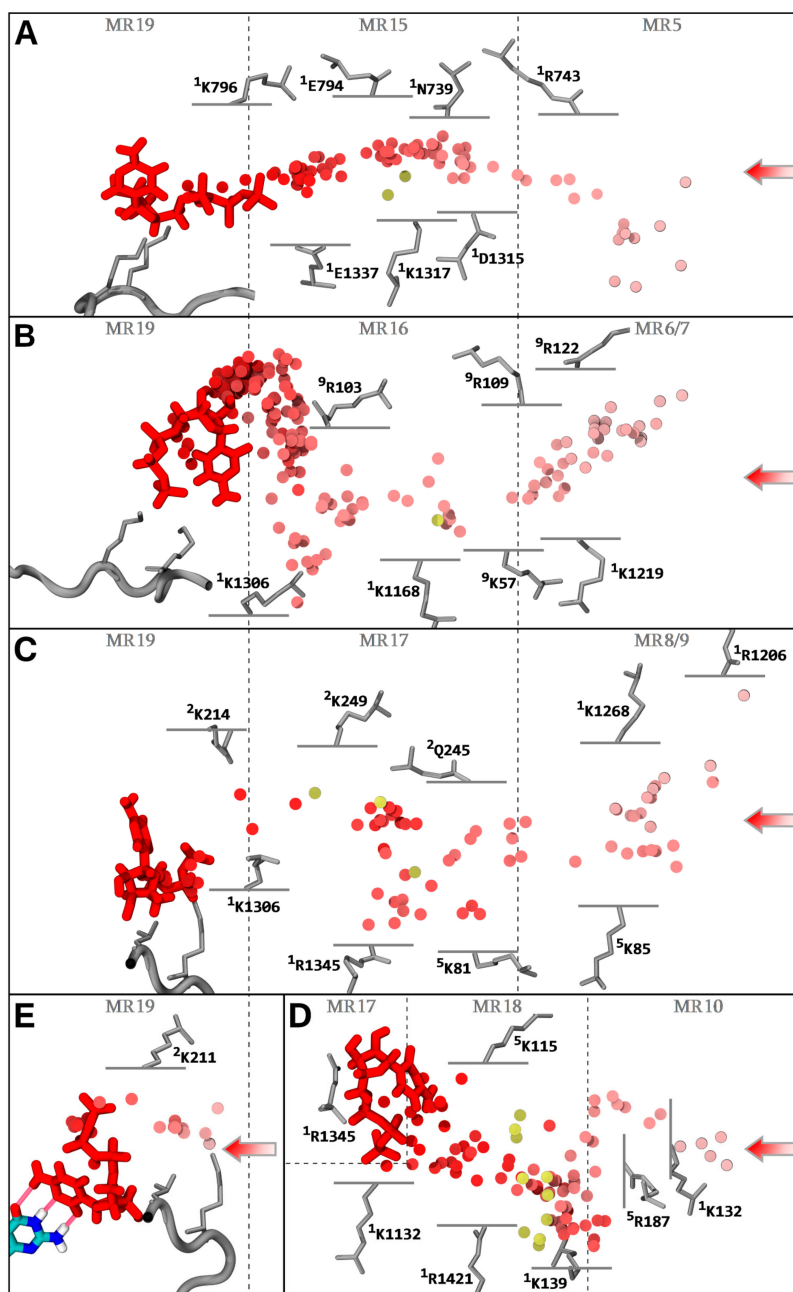 A MR19 MR15 MR5
¹K796 ¹E794 ¹N739 ¹R743
¹E1337 ¹K1317 ¹D1315
B MR19 MR16 MR6/7
⁹R103 ⁹R109 ⁹R122
¹K1306 ¹K1168 ⁹K57 ¹K1219
C MR19 MR17 MR8/9
¹R1206
²K214 ²K249 ¹K1268
²Q245
¹K1306
¹R1345 ⁵K81 ⁵K85
E MR19
²K211
D MR17 MR18 MR10
⁵K115
¹R1345
¹K1132 ⁵R187 ¹K132
¹R1421 ¹K139